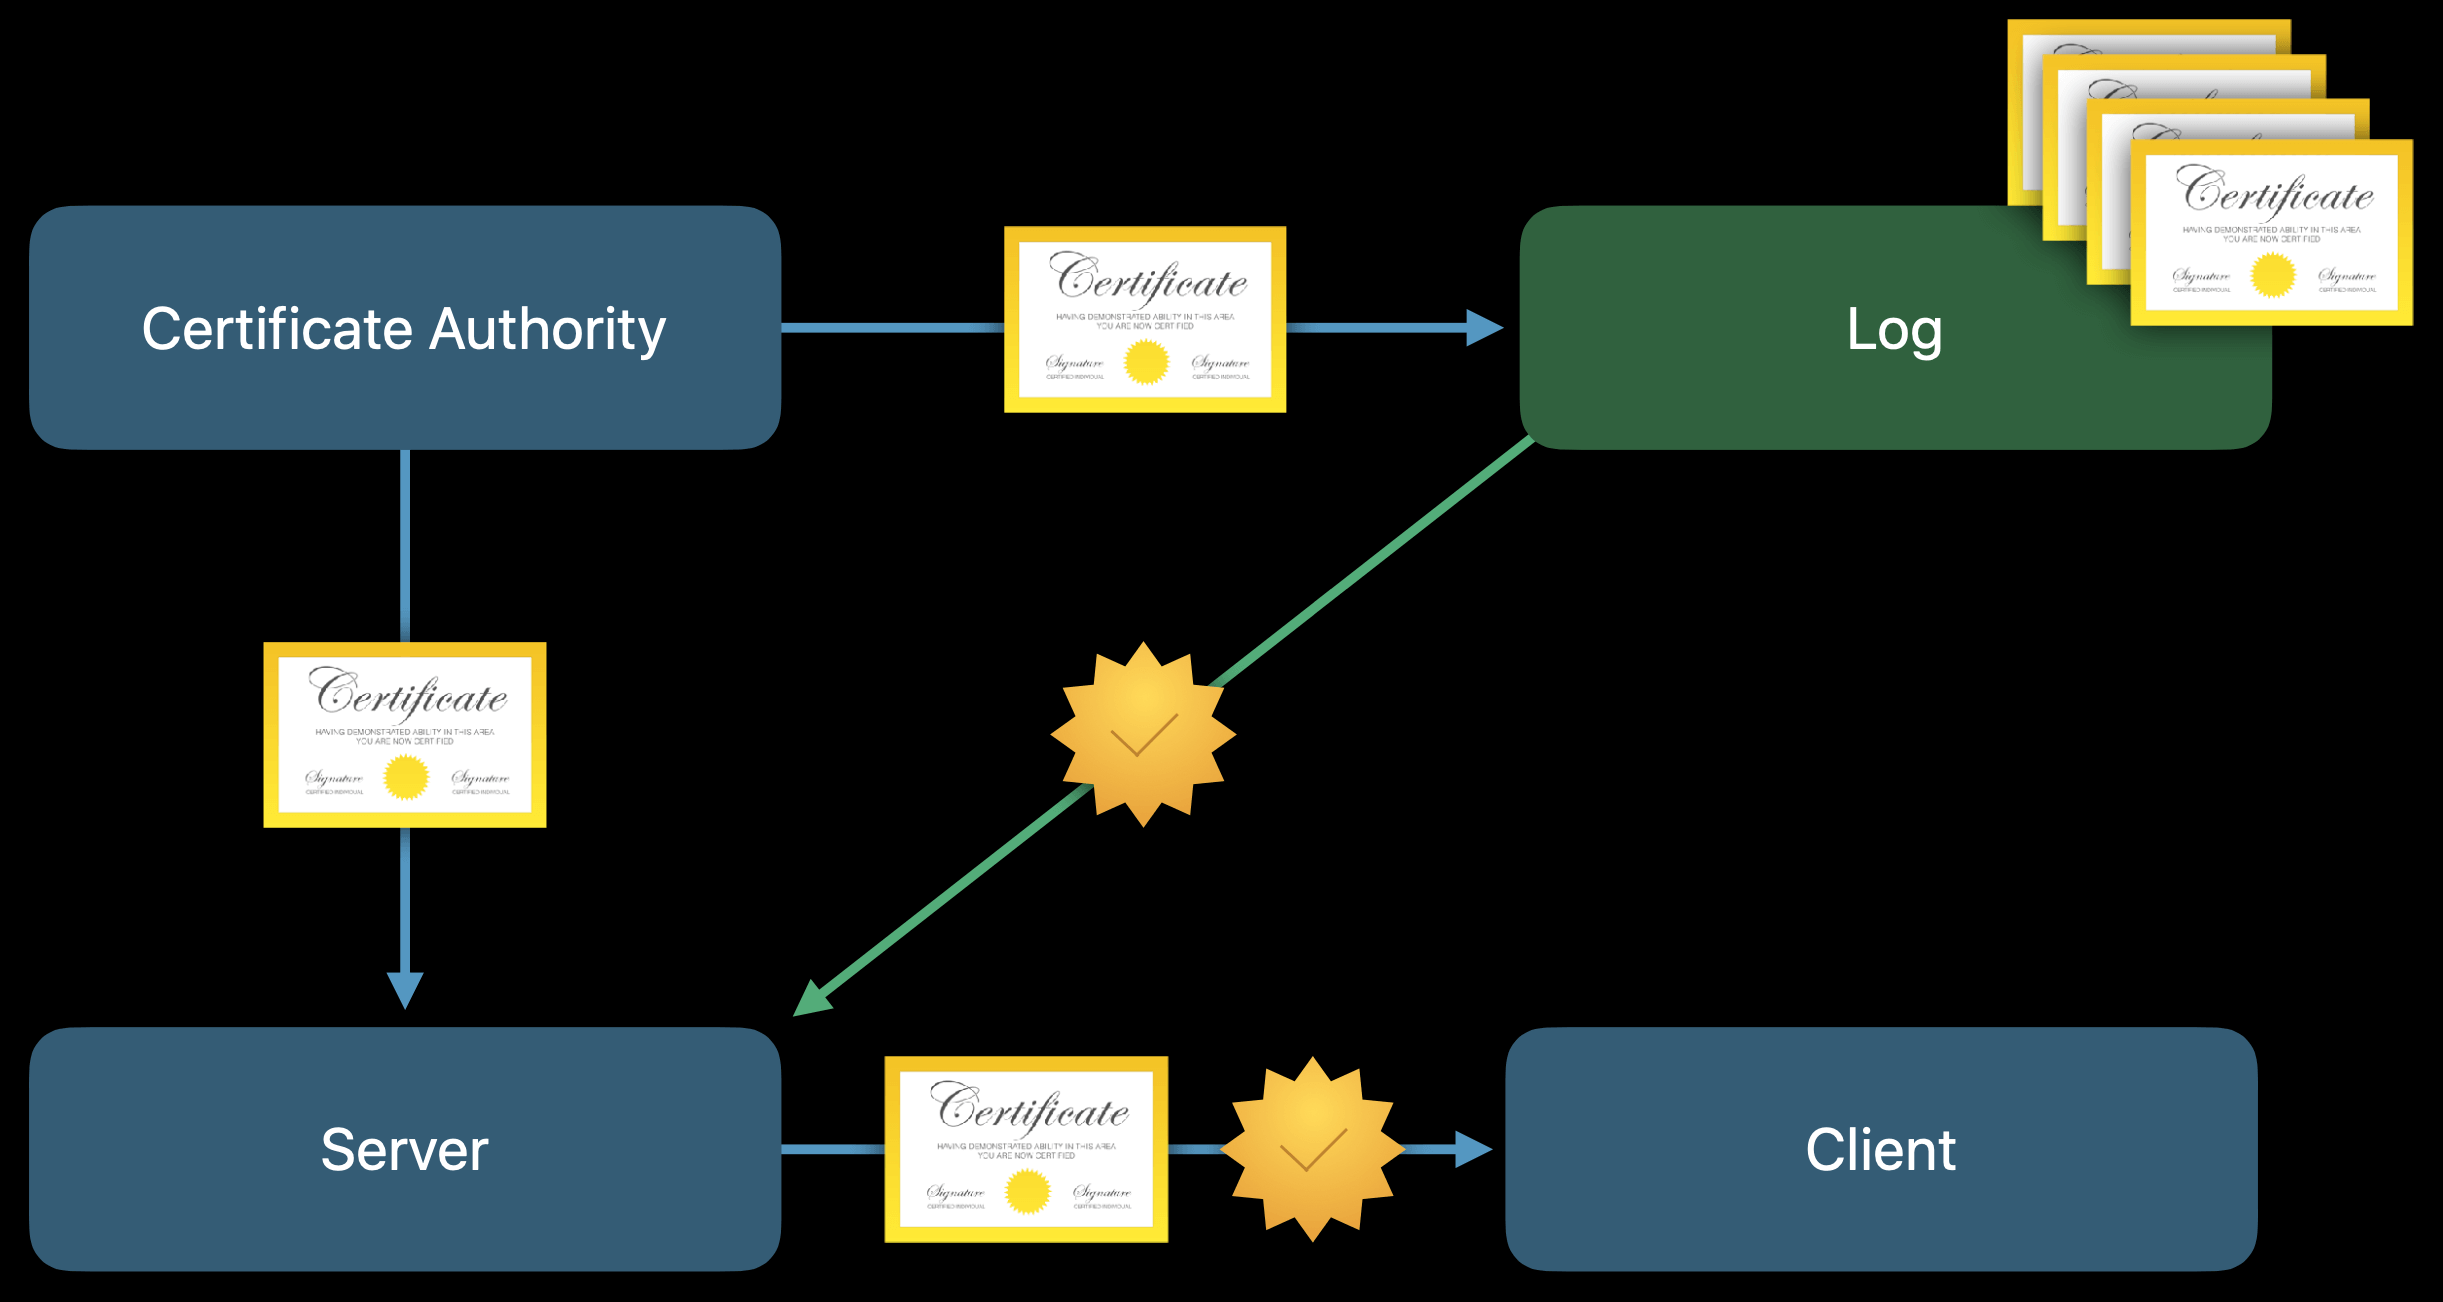 Certificate
HAVING DEMONSTRATED ABILITY IN THIS AREA
YOU ARE NOW CERTIFIED
Signature
Signature
CERTIFIED INDIVIDUAL
CERTIFIED INDIVIDUAL
Certificate Authority
Certificate
HAVING DEMONSTRATED ABILITY IN THIS AREA
YOU ARE NOW CERTIFIED
Signature
Signature
CERTIFIED INDIVIDUAL
CERTIFIED INDIVIDUAL
Log
Certificate
HAVING DEMONSTRATED ABILITY IN THIS AREA
YOU ARE NOW CERTIFIED
Signature
Signature
CERTIFIED INDIVIDUAL
CERTIFIED INDIVIDUAL
Server
Certificate
HAVING DEMONSTRATED ABILITY IN THIS AREA
YOU ARE NOW CERTIFIED
Signature
Signature
CERTIFIED INDIVIDUAL
CERTIFIED INDIVIDUAL
Client